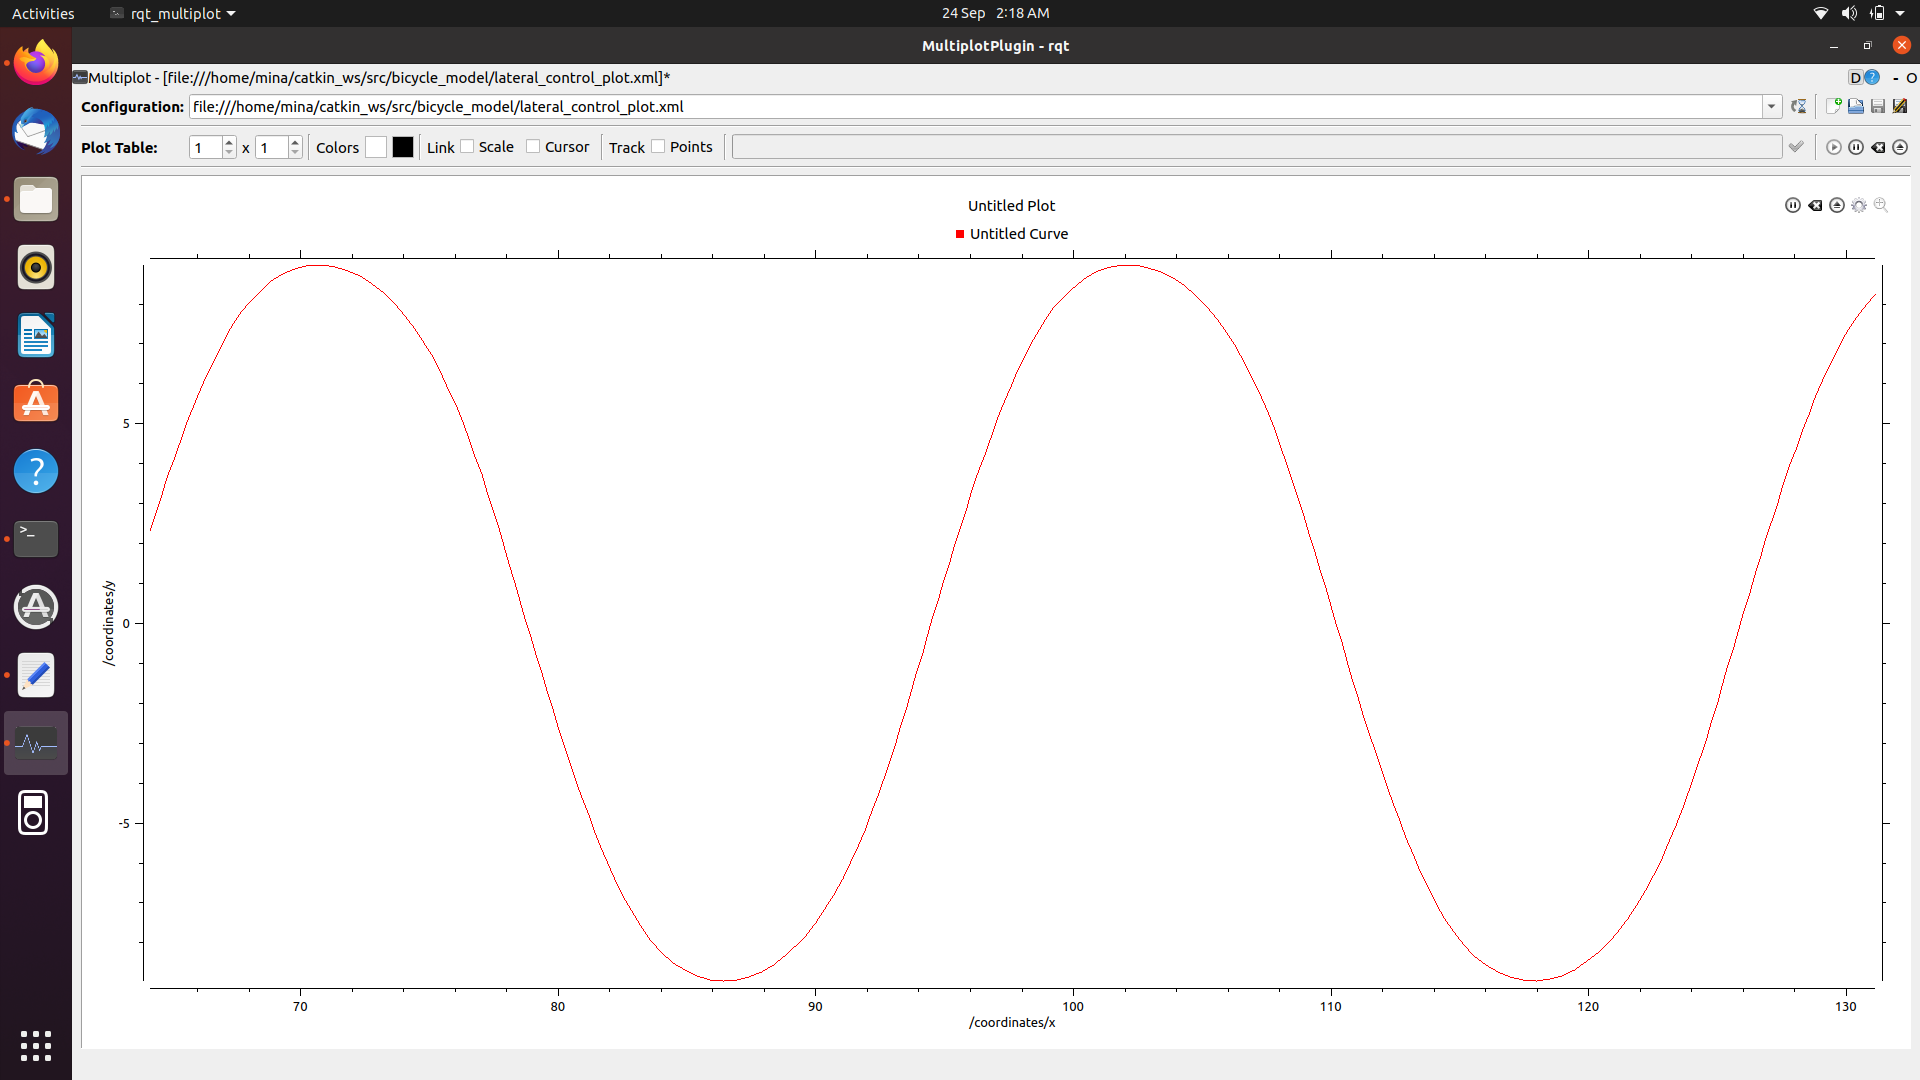 Activities rqt_multiplot 24 Sep 2:18 AM
MultiplotPlugin - rqt
Multiplot - [file:///home/mina/catkin_ws/src/bicycle_model/lateral_control_plot.xml]* D ? - O
Configuration: file:///home/mina/catkin_ws/src/bicycle_model/lateral_control_plot.xml
Plot Table: 1 x 1 Colors Link Scale Cursor Track Points
Untitled Plot
Untitled Curve
5
0
-5
/coordinates/y
70 80 90 100 110 120 130
/coordinates/x